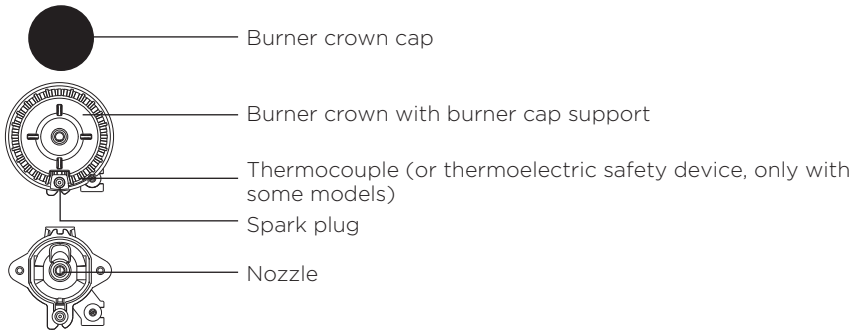 Burner crown cap
Burner crown with burner cap support
Thermocouple (or thermoelectric safety device, only with
some models)
Spark plug
Nozzle